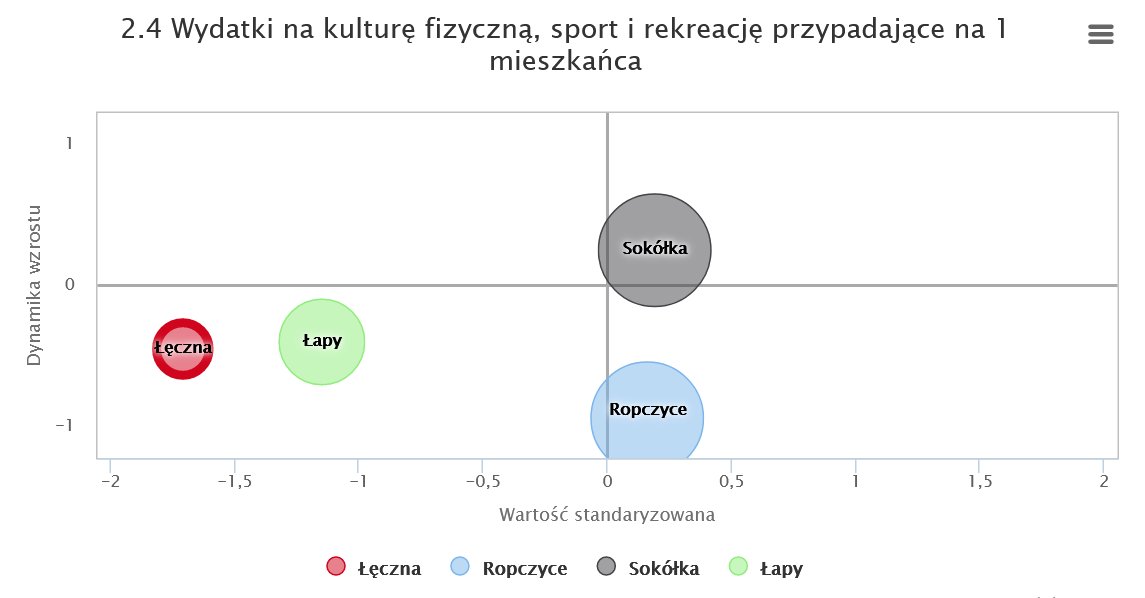 2.4 Wydatki na kulturę fizyczną, sport i rekreację przypadające na 1
mieszkańca
Dynamika wzrostu
1
0
−1
Sokółka
Łapy
Łęczna
Ropczyce
−2 −1,5 −1 −0,5 0 0,5 1 1,5 2
Wartość standaryzowana
Łęczna Ropczyce Sokółka Łapy